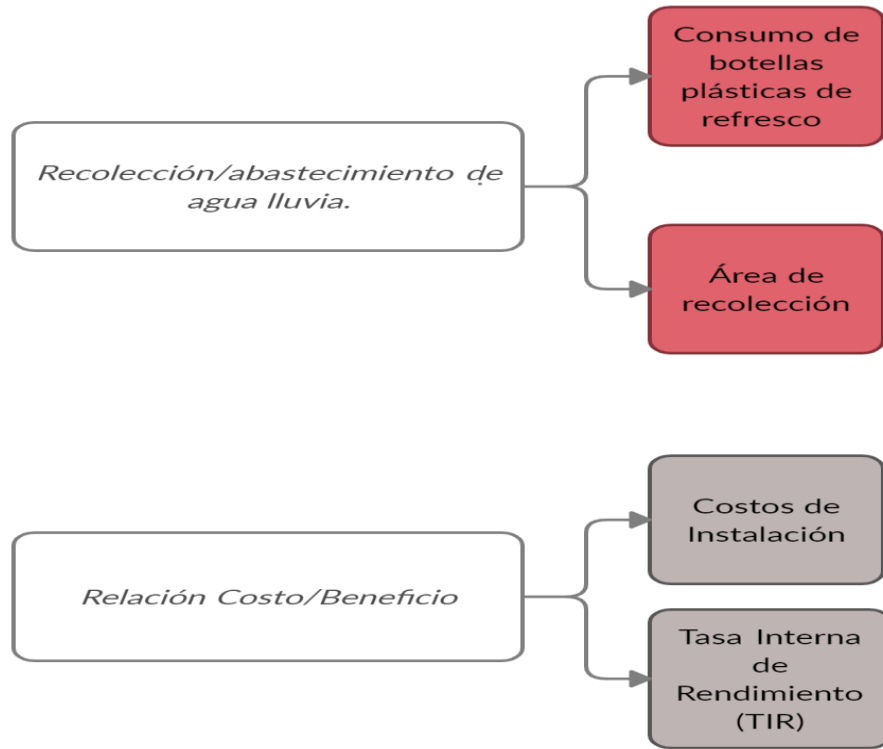 Consumo de
botellas
plásticas de
refresco
Recolección/abastecimiento de
agua lluvia.
Área de
recolección
Costos de
Instalación
Relación Costo/Beneficio
Tasa Interna
de
Rendimiento
(TIR)